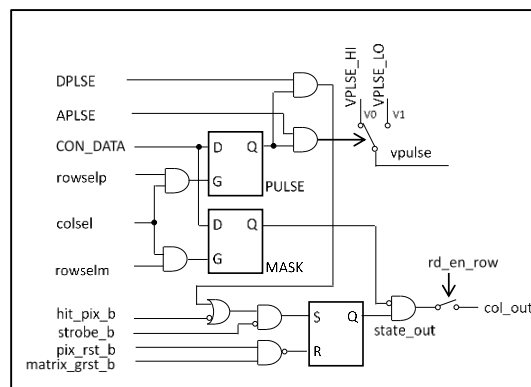 DPLSE
APLSE
CON_DATA
rowselp
colsel
rowselm
hit_pix_b
strobe_b
pix_rst_b
matrix_grst_b
D Q
G
PULSE
D Q
G
MASK
VPLSE_HI
VPLSE_LO
V0 V1
vpulse
S Q
R
state_out
rd_en_row
col_out